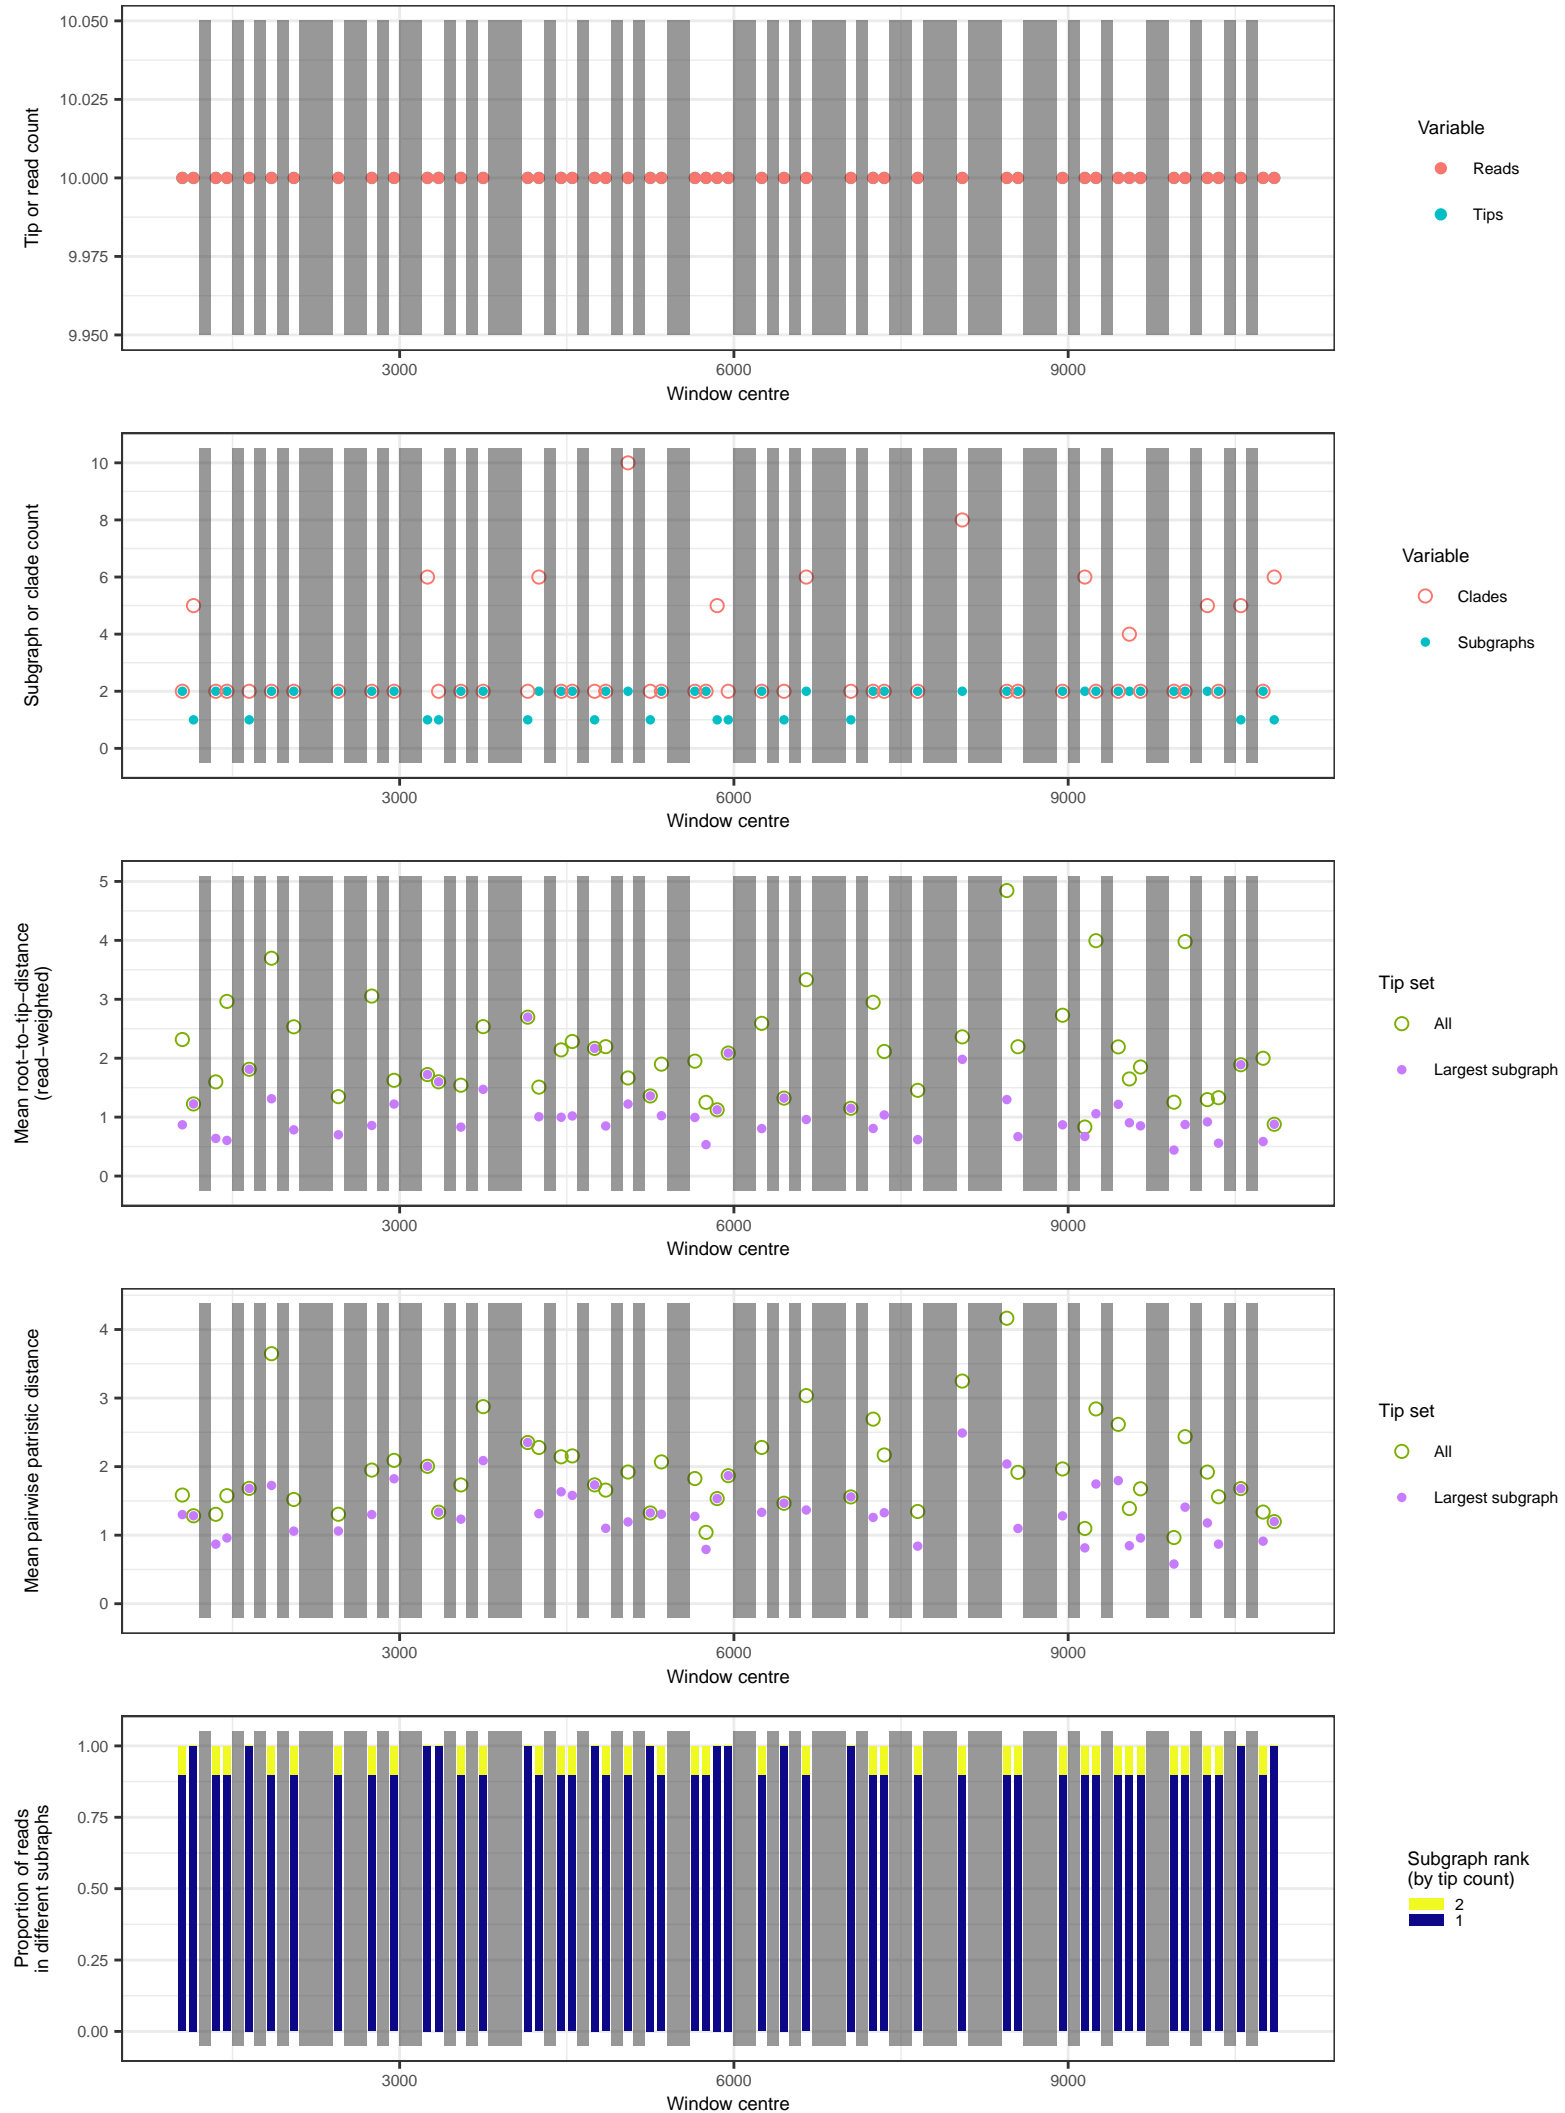 10.050
10.025
10.000
9.975
9.950
Tip or read count
3000
6000
9000
Window centre
Variable
Reads
Tips
10
8
6
4
2
0
Subgraph or clade count
3000
6000
9000
Window centre
Variable
Clades
Subgraphs
5
4
3
2
1
0
Mean root−to−tip−distance
(read−weighted)
3000
6000
9000
Window centre
Tip set
All
Largest subgraph
4
3
2
1
0
Mean pairwise patristic distance
3000
6000
9000
Window centre
Tip set
All
Largest subgraph
1.00
0.75
0.50
0.25
0.00
Proportion of reads
in different subraphs
3000
6000
9000
Window centre
Subgraph rank
(by tip count)
2
1